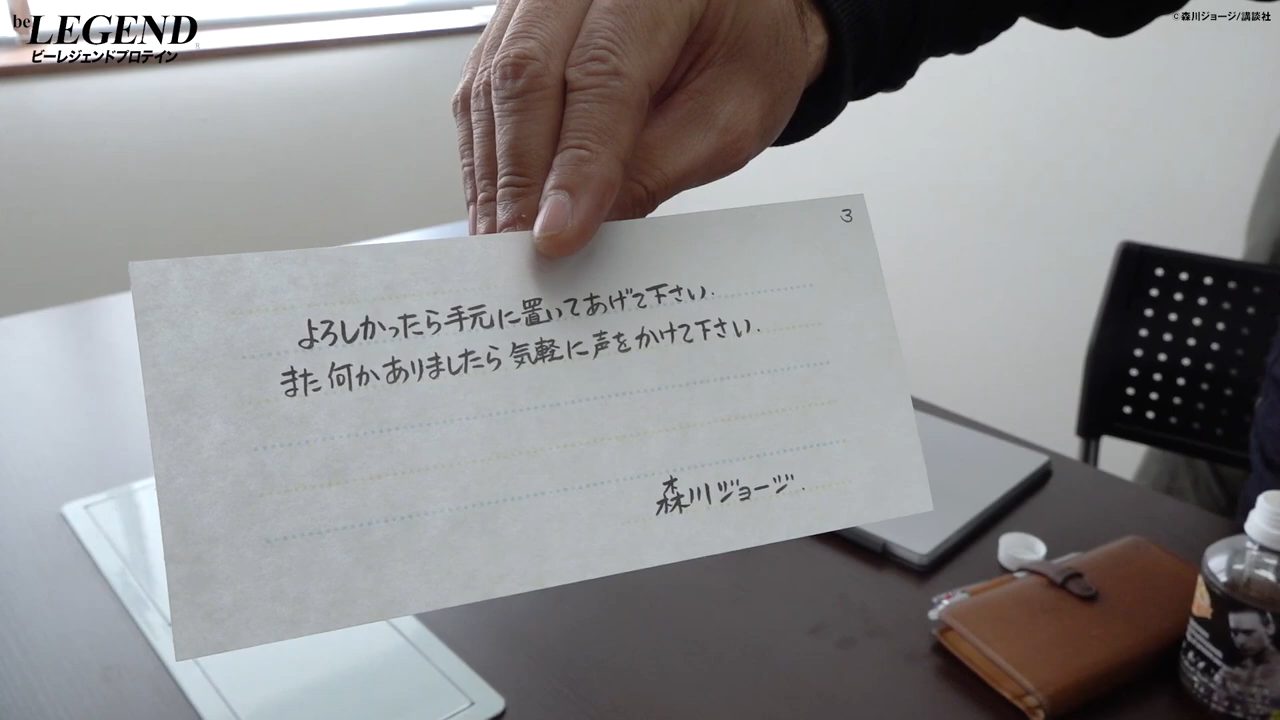 be LEGEND
ビーレジェンドプロテイン
©森川ジョージ/講談社
3
よろしかったら手元に置いてあげて下さい.
また何かありましたら気軽に声をかけて下さい.
森川ジョージ.